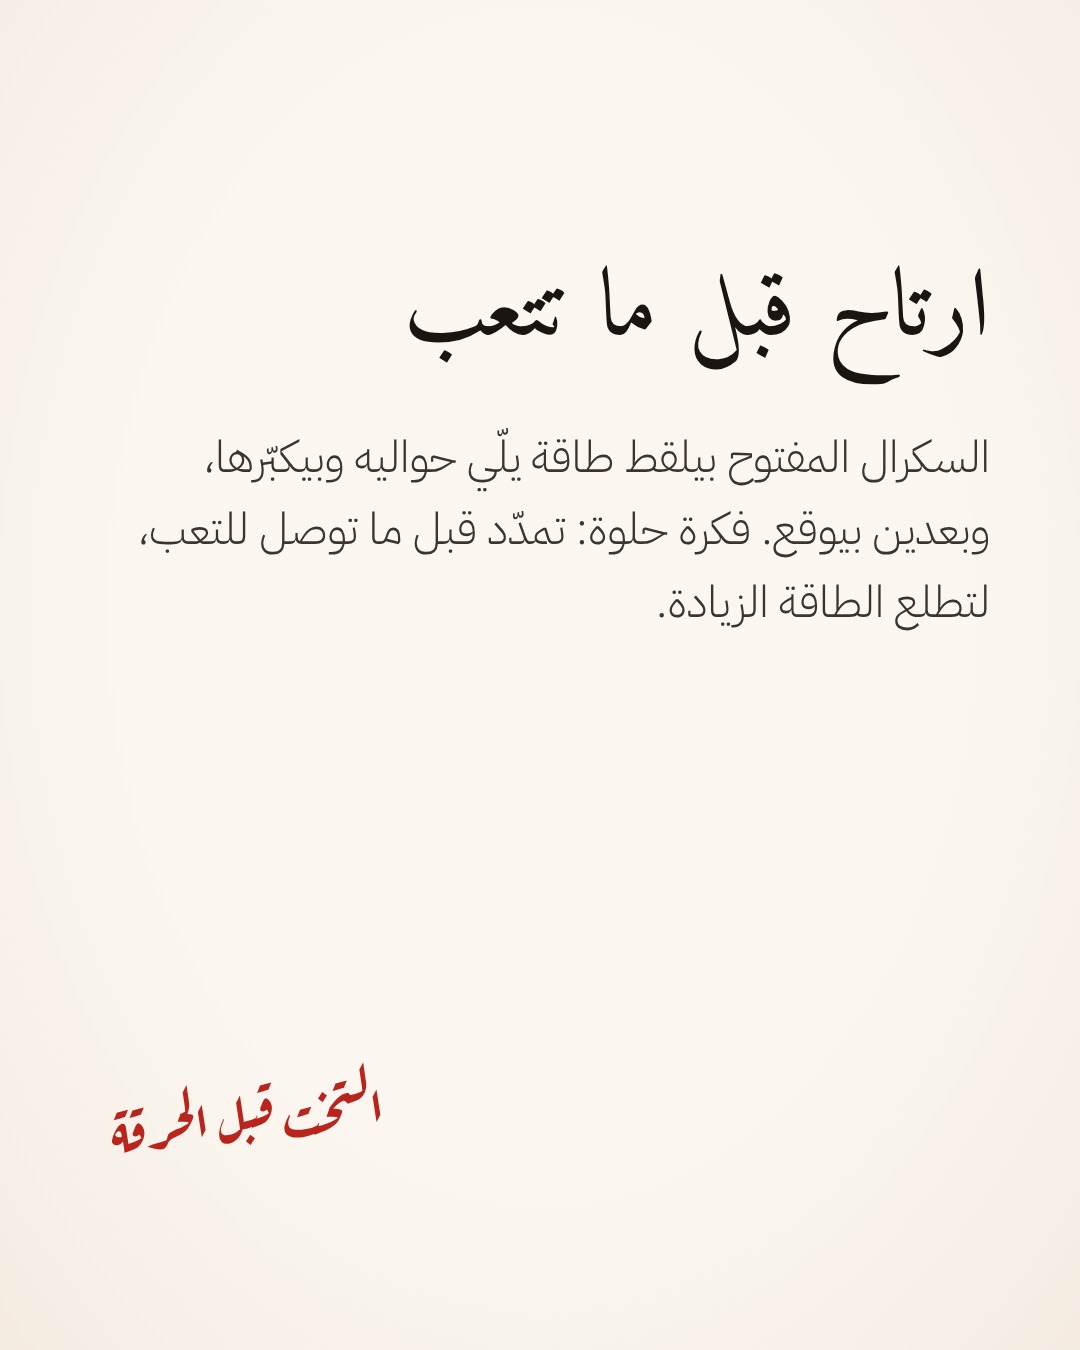 ارتاح قبل ما تتعب
السكرال المفتوح بيلقط طاقة يلّي حواليه وبيكبّرها،
وبعدين بيوقع. فكرة حلوة: تمدّد قبل ما توصل للتعب،
لتطلع الطاقة الزيادة.
التخت قبل الحرقة